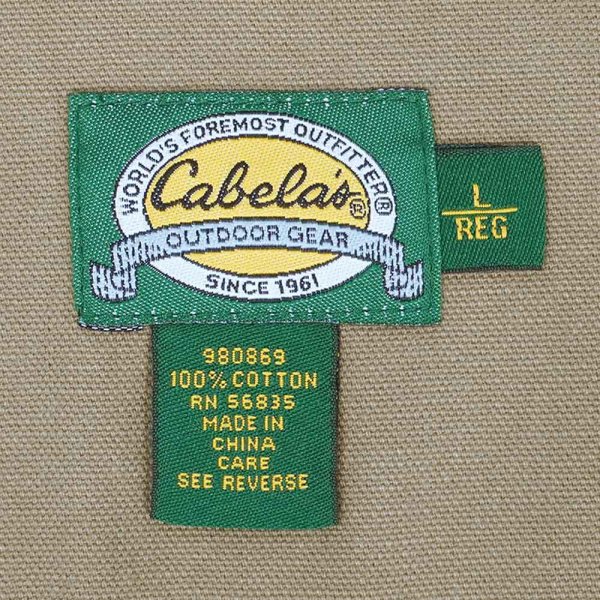 WORLD'S FOREMOST OUTFITTER®
Cabela's®
OUTDOOR GEAR
SINCE 1961
L
REG
980869
100% COTTON
RN 56835
MADE IN
CHINA
CARE
SEE REVERSE